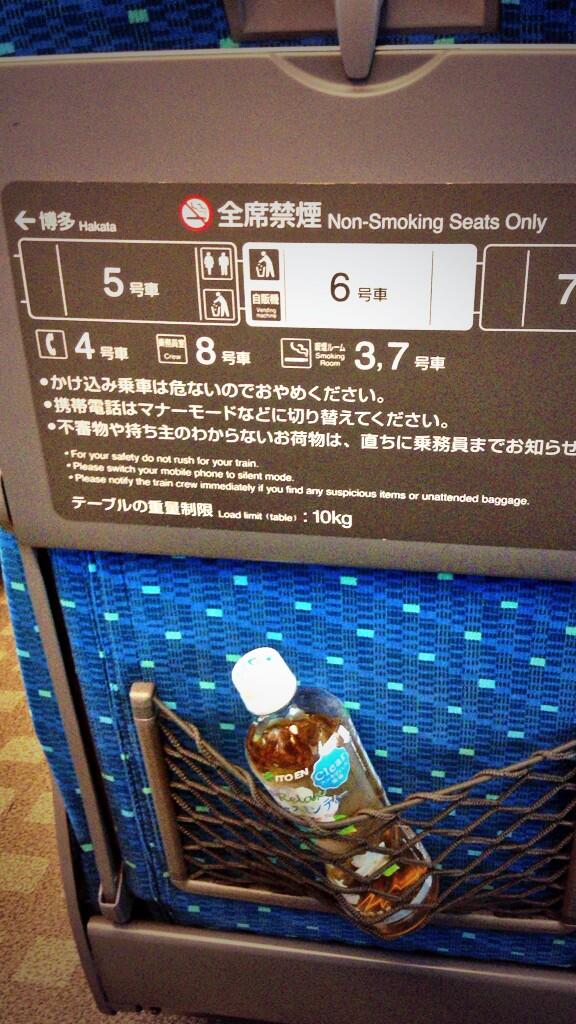 ←博多 Hakata 全席禁煙 Non-Smoking Seats Only
5号車 自販機 Vending machine 6号車 7
4号車 乗務員室 Crew 8号車 喫煙ルーム Smoking Room 3,7号車
•かけ込み乗車は危ないのでおやめください。
•携帯電話はマナーモードなどに切り替えてください。
•不審物や持ち主のわからないお荷物は、直ちに乗務員までお知らせ
•For your safety do not rush for your train.
•Please switch your mobile phone to silent mode.
•Please notify the train crew immediately if you find any suspicious items or unattended baggage.
テーブルの重量制限 Load limit (table) : 10kg
ITO EN
Clear
Relax